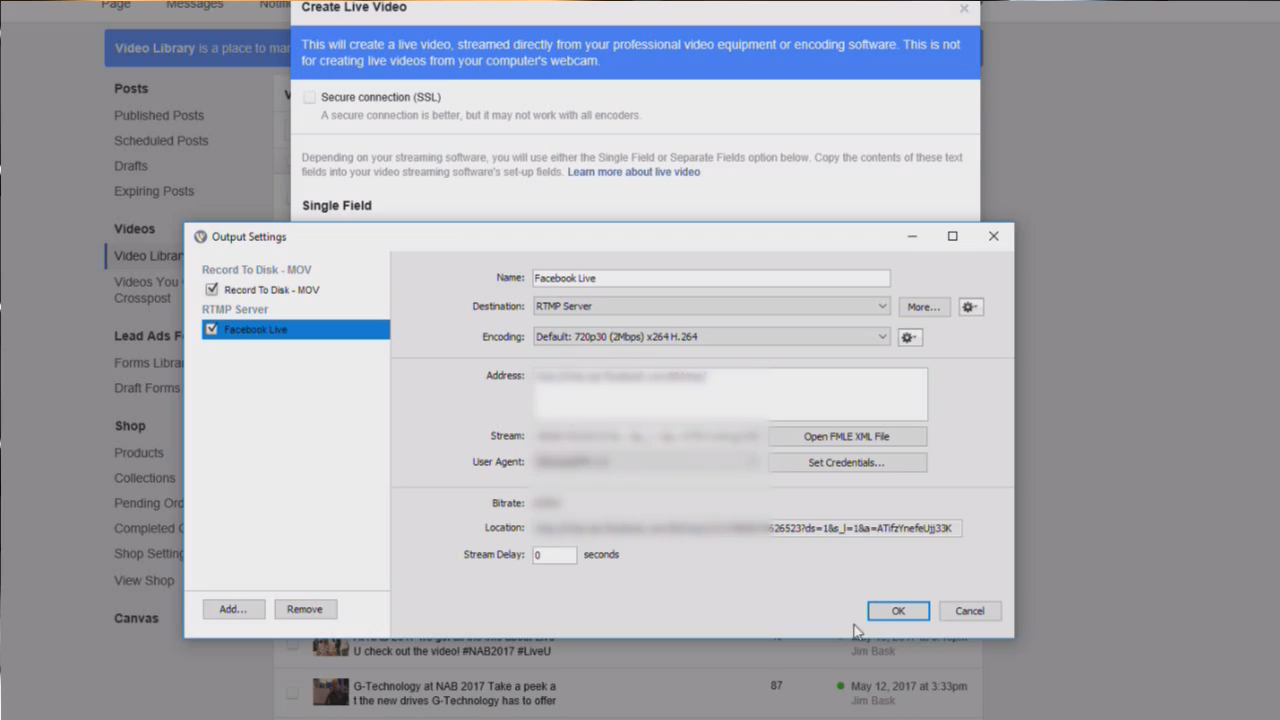 Page Messages
Create Live Video
Video Library is a place to
This will create a live video, streamed directly from your professional video equipment or encoding software. This is not
for creating live videos from your computer's webcam.
Posts
Published Posts
Scheduled Posts
Drafts
Expiring Posts
Secure connection (SSL)
A secure connection is better, but it may not work with all encoders.
Depending on your streaming software, you will use either the Single Field or Separate Fields option below. Copy the contents of these text
fields into your video streaming software's set-up fields. Learn more about live video
Single Field
Videos
Video Librar
Videos You
Crosspost
Lead Ads F
Forms Librar
Draft Forms
Shop
Products
Collections
Pending Ord
Completed
Shop Setting
View Shop
Canvas
Output Settings
Record To Disk - MOV
Record To Disk - MOV
RTMP Server
Facebook Live
Add...
Remove
Name: Facebook Live
Destination: RTMP Server More...
Encoding: Default: 720p30 (2Mbps) x264 H.264
Address:
Stream: Open FMLE XML File
User Agent: Set Credentials...
Bitrate:
Location: 626523?ds=1&s_l=1&a=ATifzYnefeUjj33K
Stream Delay: 0 seconds
OK
Cancel
U check out the video! #NAB2017 #LiveU
Jim Bask
G-Technology at NAB 2017 Take a peek a
t the new drives G-Technology has to offer
87
May 12, 2017 at 3:33pm
Jim Bask